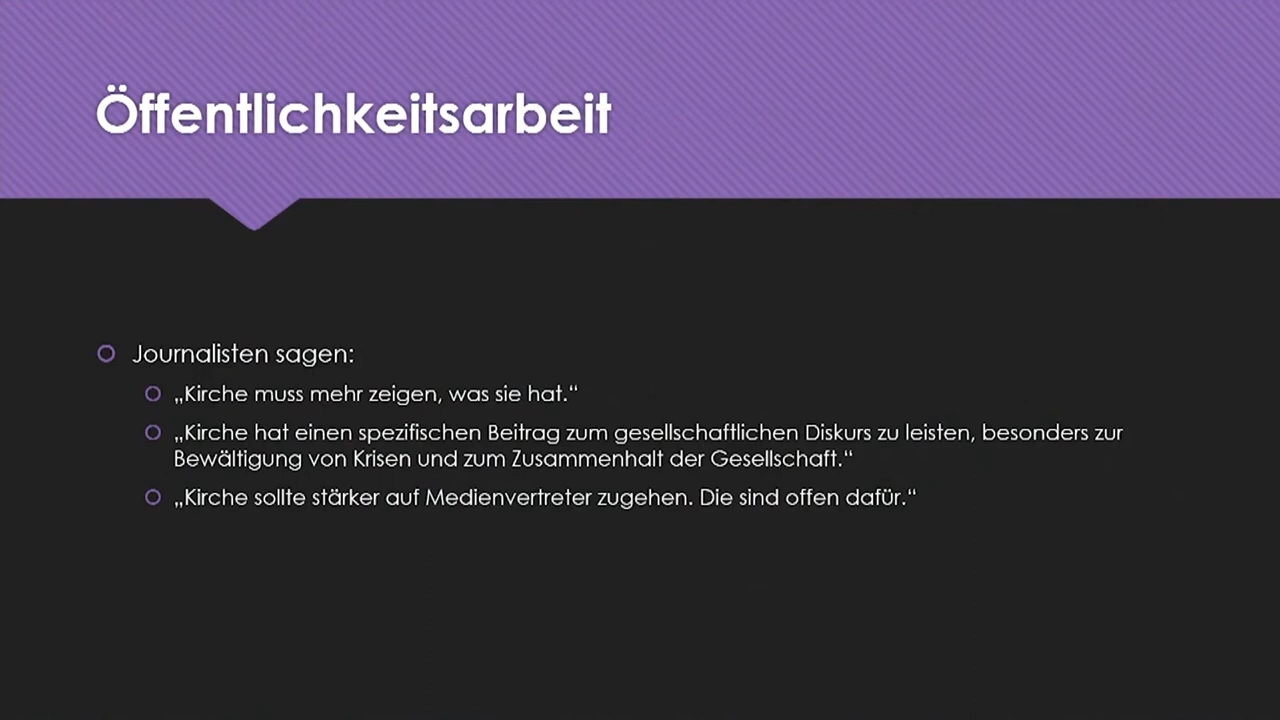 Öffentlichkeitsarbeit
Journalisten sagen:
„Kirche muss mehr zeigen, was sie hat.“
„Kirche hat einen spezifischen Beitrag zum gesellschaftlichen Diskurs zu leisten, besonders zur
Bewältigung von Krisen und zum Zusammenhalt der Gesellschaft.“
„Kirche sollte stärker auf Medienvertreter zugehen. Die sind offen dafür.“